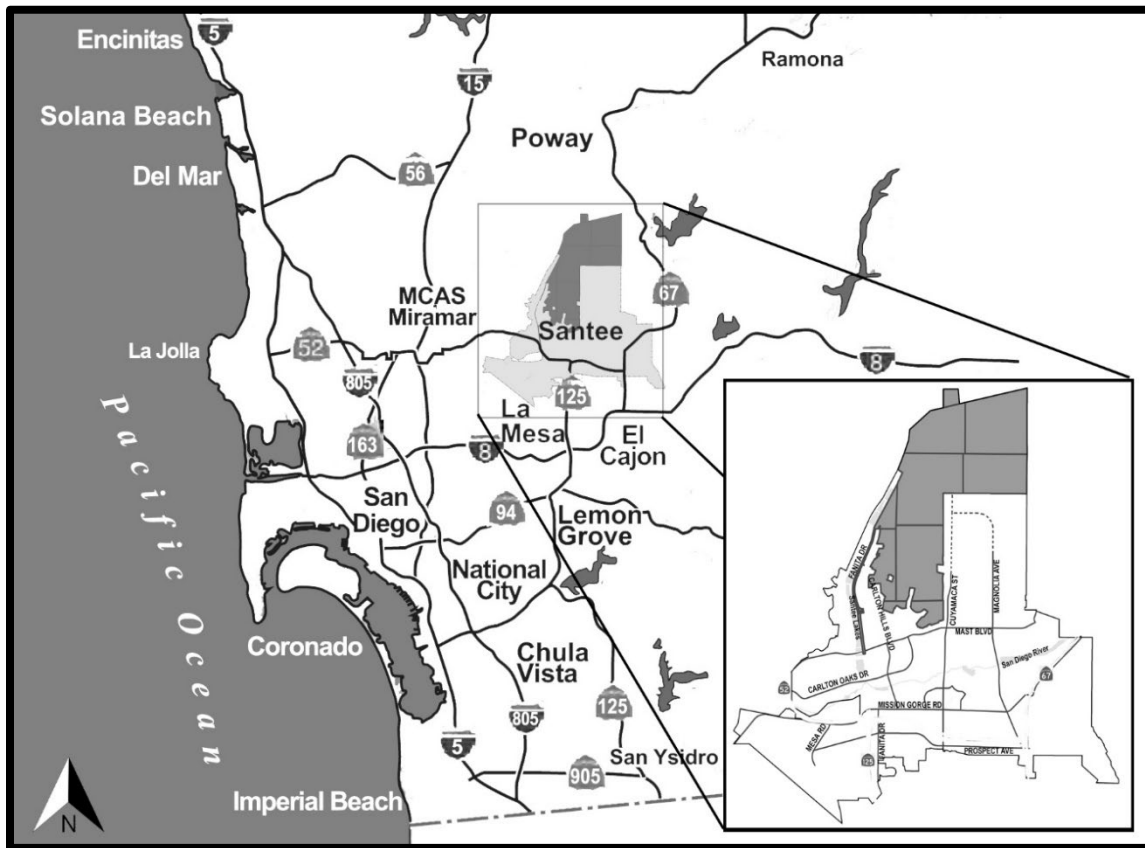 Encinitas
5
Ramona
15
Solana Beach
Poway
Del Mar
56
MCAS
Miramar
67
Santee
La Jolla
52
8
805
125
La
Mesa
163
8
El
Cajon
San
Diego
94
Lemon
Grove
National
City
Pacific Ocean
Coronado
Chula
Vista
125
805
5
San Ysidro
905
Imperial Beach
N
FANITA DR
Santee Lakes
CARLTON HILLS BLVD
CUYAMACA ST
MAGNOLIA AVE
MAST BLVD
San Diego River
CARLTON OAKS DR
52
67
MISSION GORGE RD
MESA RD
PROSPECT AVE
125